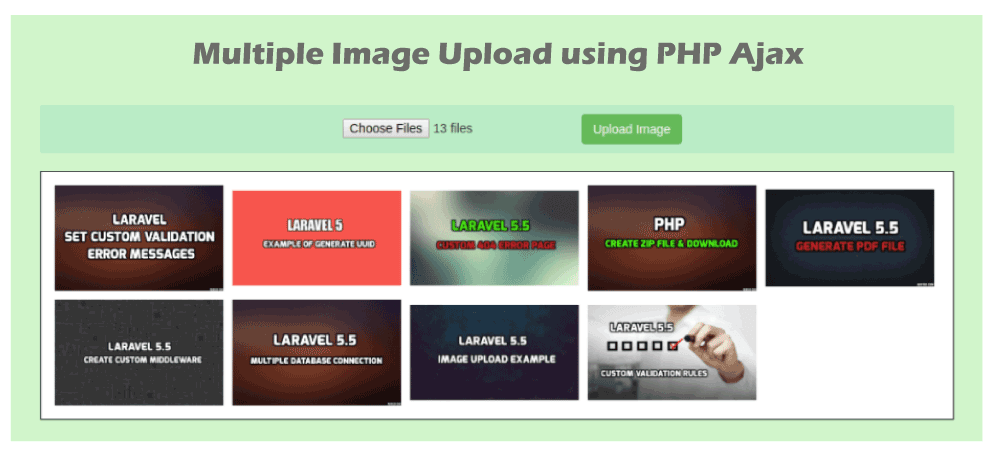 Multiple Image Upload using PHP Ajax
Choose Files 13 files
Upload Image
LARAVEL
SET CUSTOM VALIDATION
ERROR MESSAGES
LARAVEL 5
EXAMPLE OF GENERATE UUID
LARAVEL 5.5
CUSTOM 404 ERROR PAGE
PHP
CREATE ZIP FILE & DOWNLOAD
LARAVEL 5.5
GENERATE PDF FILE
LARAVEL 5.5
CREATE CUSTOM MIDDLEWARE
LARAVEL 5.5
MULTIPLE DATABASE CONNECTION
LARAVEL 5.5
IMAGE UPLOAD EXAMPLE
LARAVEL 5.5
CUSTOM VALIDATION RULES